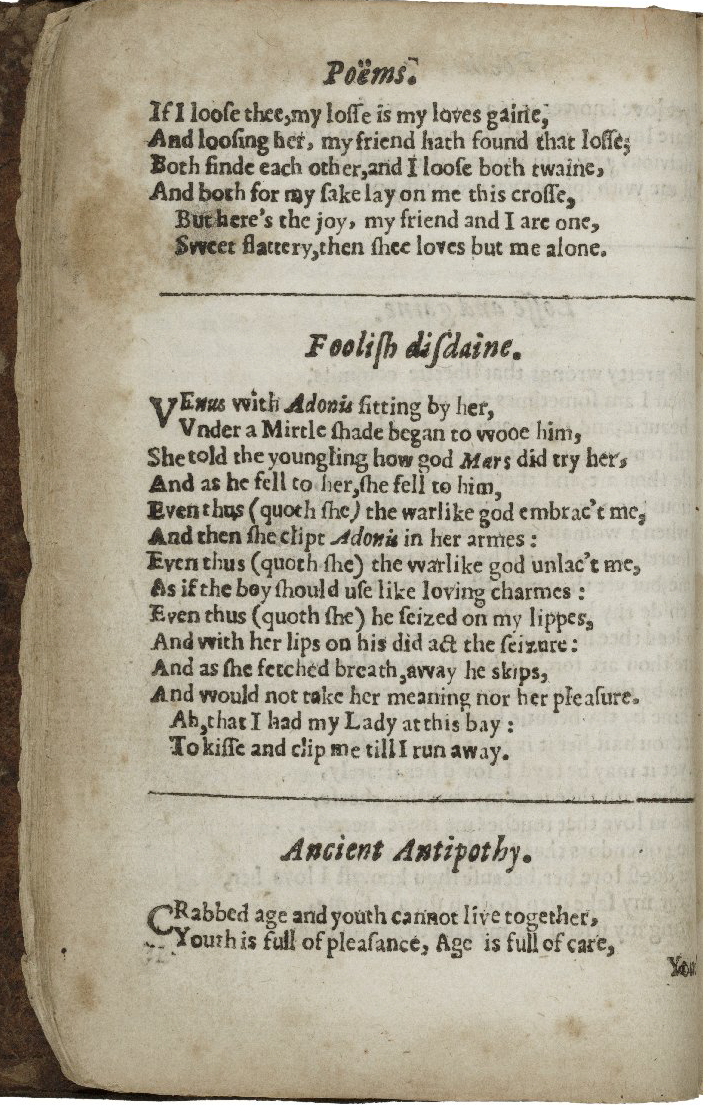 Poëms.
If I looſe thee, my loſſe is my loves gaine,
And looſing her, my friend hath found that loſſe;
Both finde each other, and I looſe both twaine,
And both for my ſake lay on me this croſſe,
But here's the joy, my friend and I are one,
Sweet flattery, then ſhee loves but me alone.
Fooliſh diſdaine.
VEnus with Adonis ſitting by her,
Vnder a Mirtle ſhade began to wooe him,
She told the youngling how god Mars did try her,
And as he fell to her, ſhe fell to him,
Even thus (quoth ſhe) the warlike god embrac't me,
And then ſhe clipt Adonis in her armes :
Even thus (quoth ſhe) the warlike god unlac't me,
As if the boy ſhould uſe like loving charmes :
Even thus (quoth ſhe) he ſeized on my lippes,
And with her lips on his did act the ſeizure :
And as ſhe fetched breath, away he skips,
And would not take her meaning nor her pleaſure.
Ah, that I had my Lady at this bay :
To kiſſe and clip me till I run away.
Ancient Antipothy.
CRabbed age and youth cannot live together,
Youth is full of pleaſance, Age is full of care,
You